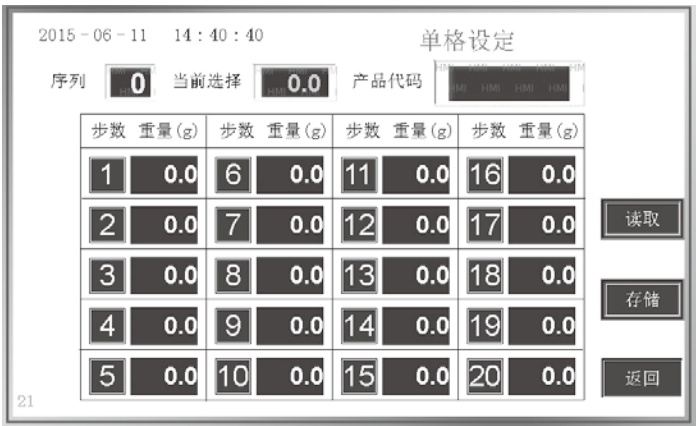 2015-06-11 14:40:40 单格设定
序列 0 当前选择 0.0 产品代码
步数 重量(g) 步数 重量(g) 步数 重量(g) 步数 重量(g)
1 0.0 6 0.0 11 0.0 16 0.0
2 0.0 7 0.0 12 0.0 17 0.0
读取
3 0.0 8 0.0 13 0.0 18 0.0
4 0.0 9 0.0 14 0.0 19 0.0
存储
5 0.0 10 0.0 15 0.0 20 0.0
返回
21